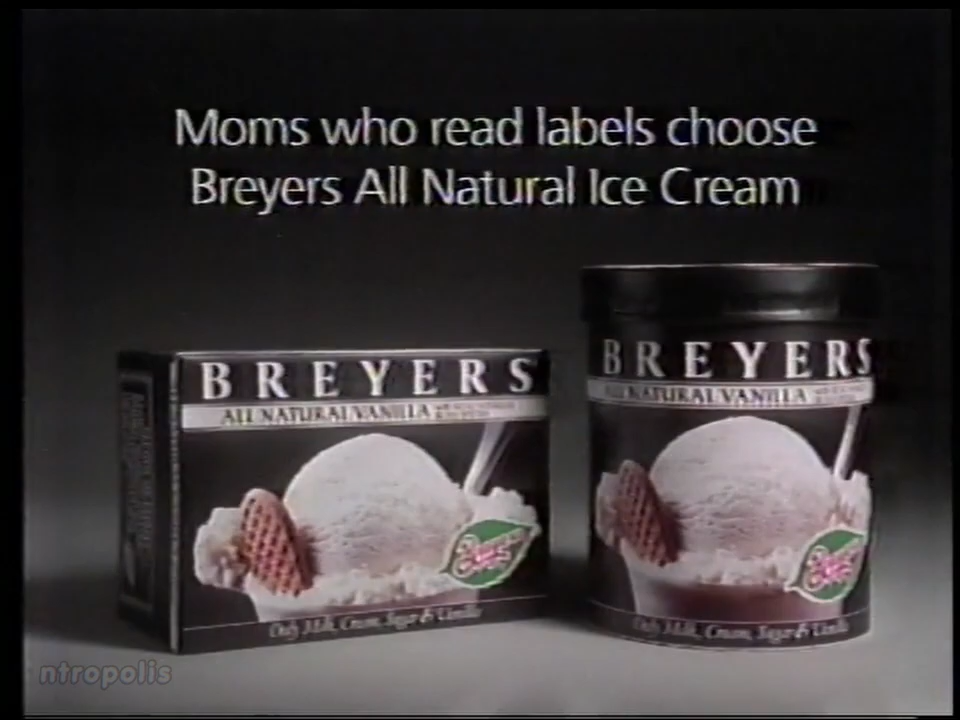 Moms who read labels choose
Breyers All Natural Ice Cream
BREYERS
ALL NATURAL VANILLA
Only Milk, Cream, Sugar & Vanilla
BREYERS
ALL NATURAL VANILLA
Only Milk, Cream, Sugar & Vanilla
ntropolis